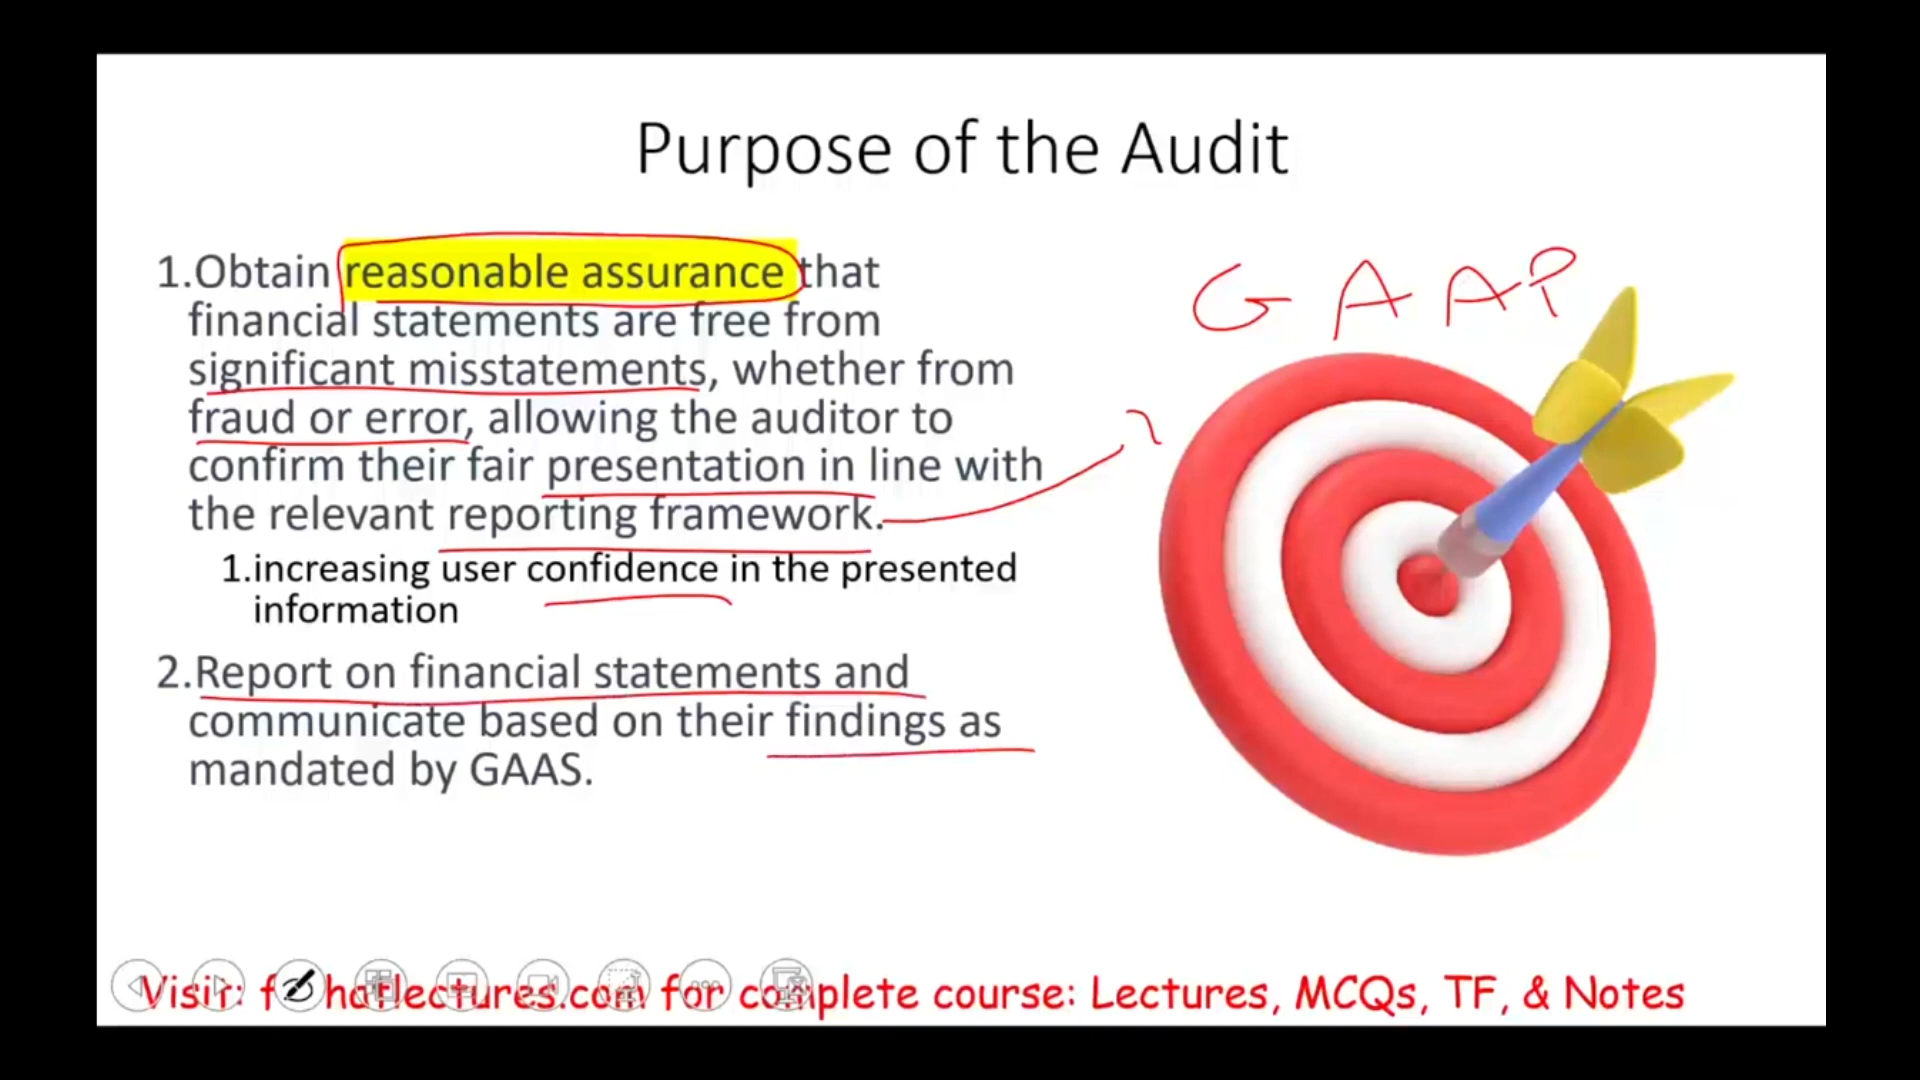 Purpose of the Audit
1.Obtain reasonable assurance that
financial statements are free from
significant misstatements, whether from
fraud or error, allowing the auditor to
confirm their fair presentation in line with
the relevant reporting framework.
1.increasing user confidence in the presented
information
2.Report on financial statements and
communicate based on their findings as
mandated by GAAS.
GAAP
Visit: for complete course: Lectures, MCQs, TF, & Notes